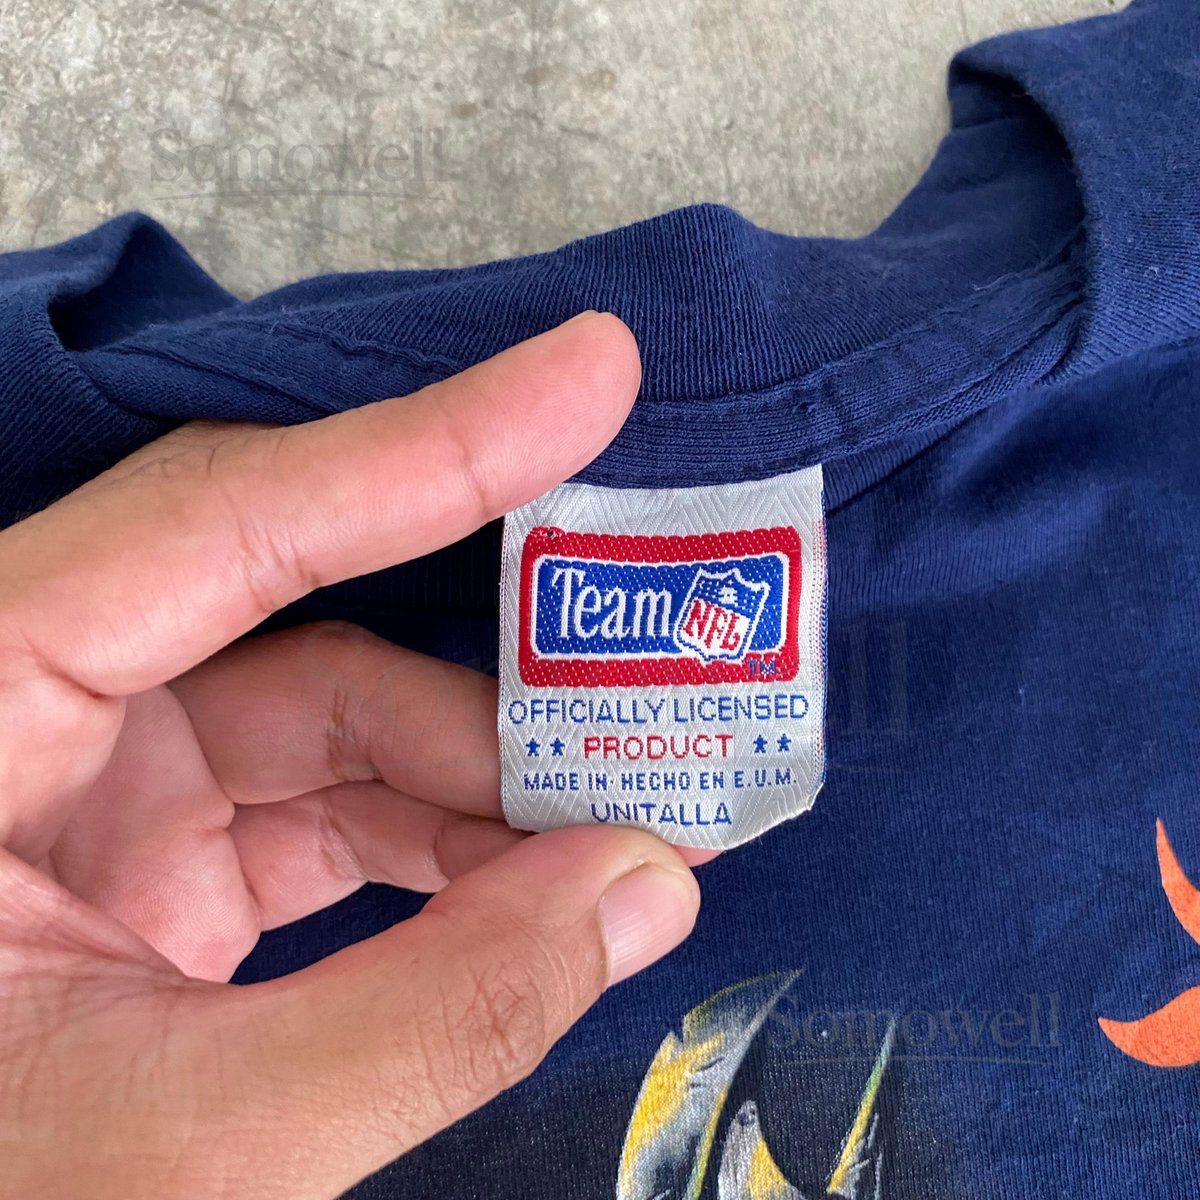 Somowell
Team NFL
TM
OFFICIALLY LICENSED
** PRODUCT **
MADE IN· HECHO EN E.U.M.
UNITALLA
Somowell